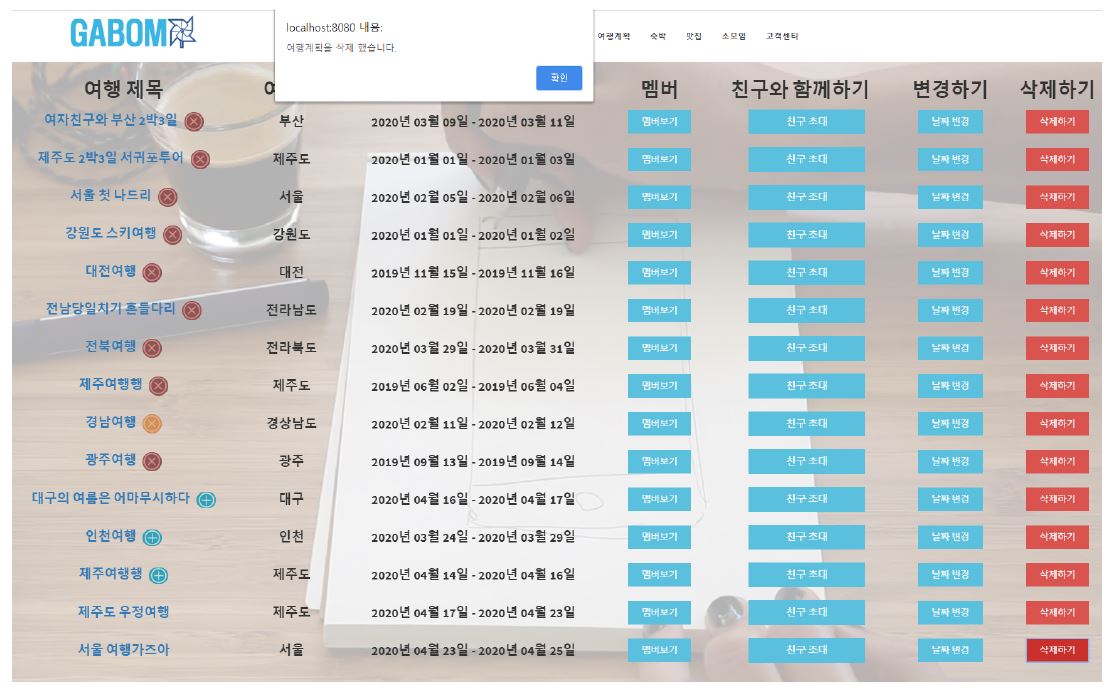 GABOM
localhost:8080 내용:
여행계획을 삭제 했습니다.
확인
여행계획 숙박 맛집 소모임 고객센터
여행 제목 멤버 친구와 함께하기 변경하기 삭제하기
여자친구와 부산 2박3일 부산 2020년 03월 09일 - 2020년 03월 11일 멤버보기 친구 초대 날짜 변경 삭제하기
제주도 2박3일 서귀포투어 제주도 2020년 01월 01일 - 2020년 01월 03일 멤버보기 친구 초대 날짜 변경 삭제하기
서울 첫 나드리 서울 2020년 02월 05일 - 2020년 02월 06일 멤버보기 친구 초대 날짜 변경 삭제하기
강원도 스키여행 강원도 2020년 01월 01일 - 2020년 01월 02일 멤버보기 친구 초대 날짜 변경 삭제하기
대전여행 대전 2019년 11월 15일 - 2019년 11월 16일 멤버보기 친구 초대 날짜 변경 삭제하기
전남당일치기 흔들다리 전라남도 2020년 02월 19일 - 2020년 02월 19일 멤버보기 친구 초대 날짜 변경 삭제하기
전북여행 전라북도 2020년 03월 29일 - 2020년 03월 31일 멤버보기 친구 초대 날짜 변경 삭제하기
제주여행행 제주도 2019년 06월 02일 - 2019년 06월 04일 멤버보기 친구 초대 날짜 변경 삭제하기
경남여행 경상남도 2020년 02월 11일 - 2020년 02월 12일 멤버보기 친구 초대 날짜 변경 삭제하기
광주여행 광주 2019년 09월 13일 - 2019년 09월 14일 멤버보기 친구 초대 날짜 변경 삭제하기
대구의 여름은 어마무시하다 대구 2020년 04월 16일 - 2020년 04월 17일 멤버보기 친구 초대 날짜 변경 삭제하기
인천여행 인천 2020년 03월 24일 - 2020년 03월 29일 멤버보기 친구 초대 날짜 변경 삭제하기
제주여행행 제주도 2020년 04월 14일 - 2020년 04월 16일 멤버보기 친구 초대 날짜 변경 삭제하기
제주도 우정여행 제주도 2020년 04월 17일 - 2020년 04월 23일 멤버보기 친구 초대 날짜 변경 삭제하기
서울 여행가즈아 서울 2020년 04월 23일 - 2020년 04월 25일 멤버보기 친구 초대 날짜 변경 삭제하기